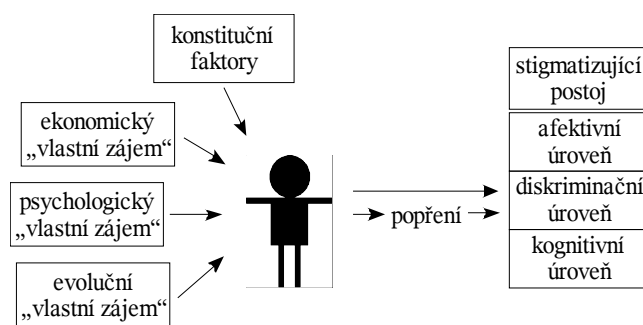 konstituční
faktory
ekonomický
„vlastní zájem“
psychologický
„vlastní zájem“
evoluční
„vlastní zájem“
popření
stigmatizující
postoj
afektivní
úroveň
diskriminační
úroveň
kognitivní
úroveň